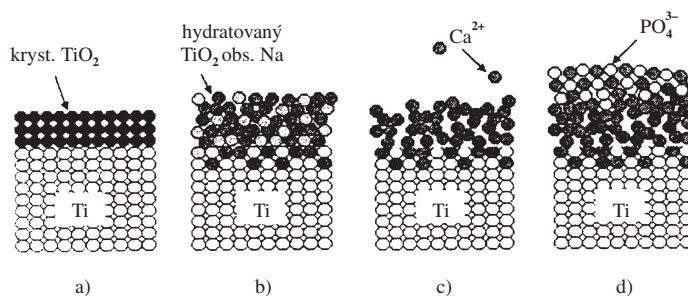 kryst. TiO₂
hydratovaný
TiO₂ obs. Na
Ca²⁺
PO₄³⁻
Ti
Ti
Ti
Ti
a)
b)
c)
d)